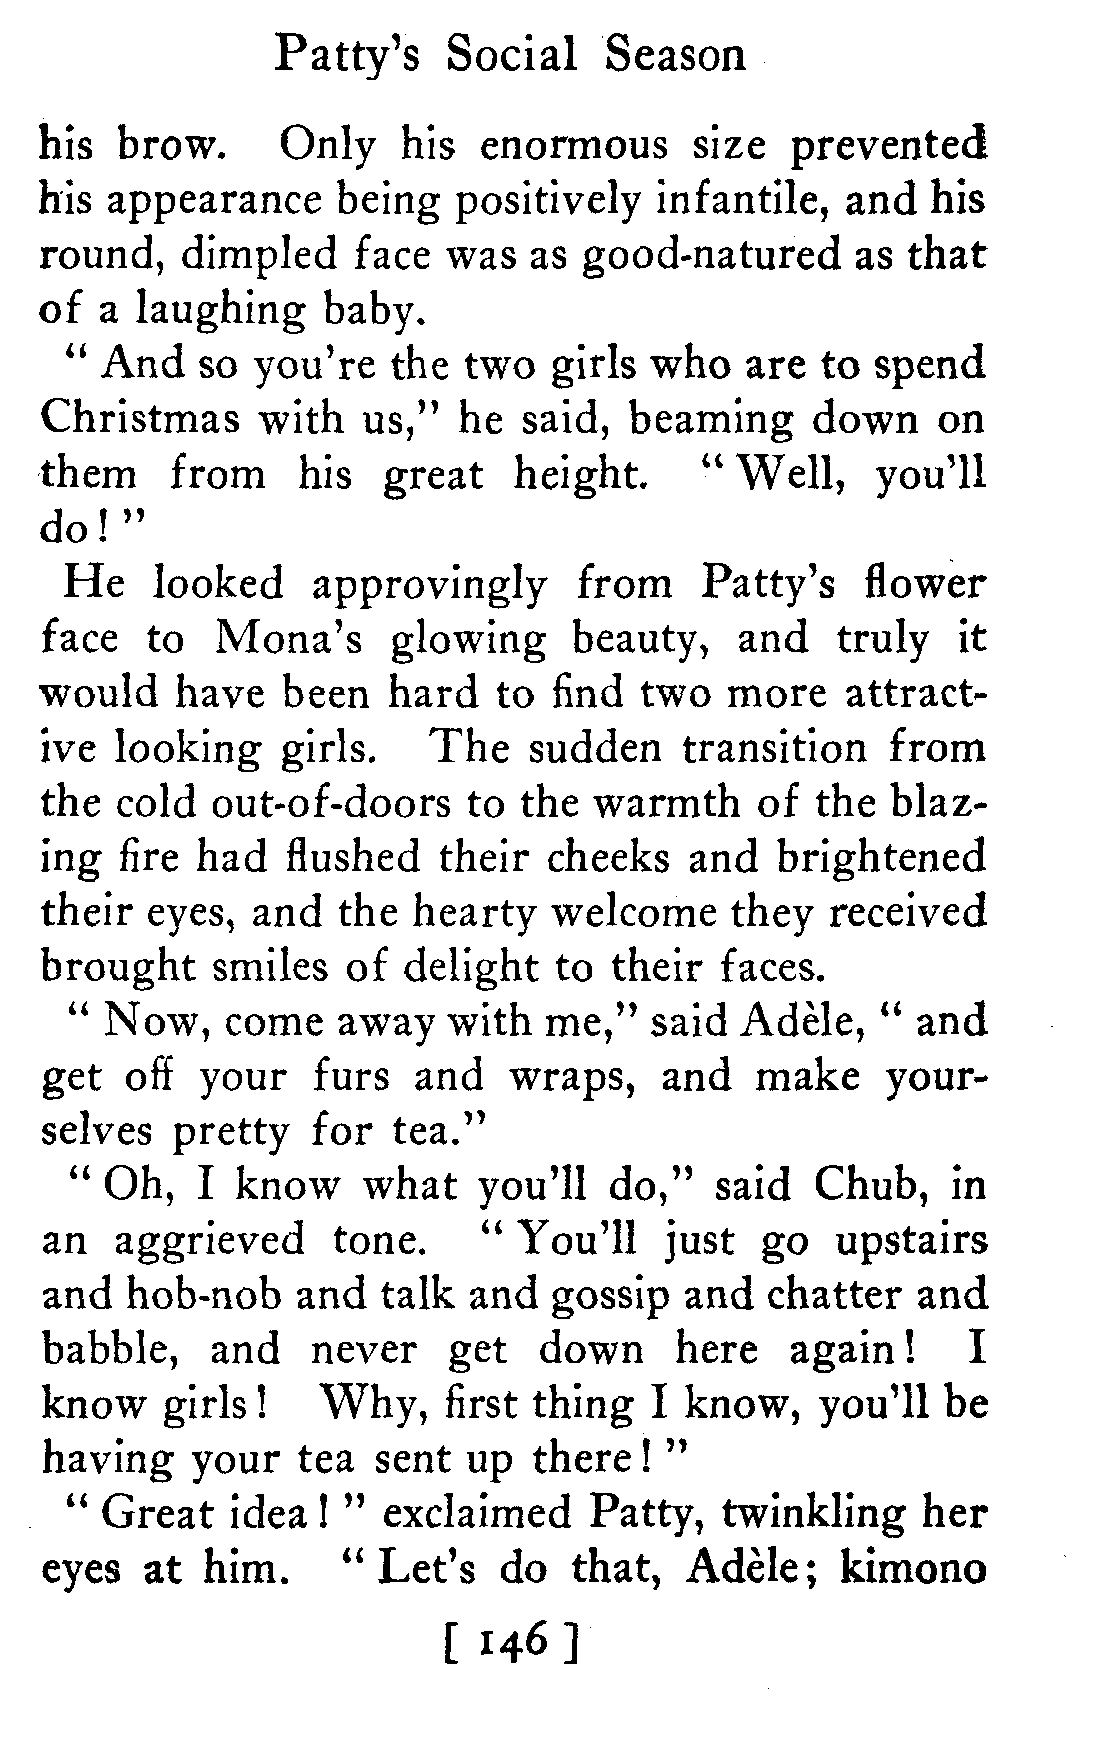 Patty's Social Season
his brow. Only his enormous size prevented
his appearance being positively infantile, and his
round, dimpled face was as good-natured as that
of a laughing baby.
" And so you're the two girls who are to spend
Christmas with us," he said, beaming down on
them from his great height. " Well, you'll
do ! "
He looked approvingly from Patty's flower
face to Mona's glowing beauty, and truly it
would have been hard to find two more attract-
ive looking girls. The sudden transition from
the cold out-of-doors to the warmth of the blaz-
ing fire had flushed their cheeks and brightened
their eyes, and the hearty welcome they received
brought smiles of delight to their faces.
" Now, come away with me," said Adèle, " and
get off your furs and wraps, and make your-
selves pretty for tea."
" Oh, I know what you'll do," said Chub, in
an aggrieved tone. " You'll just go upstairs
and hob-nob and talk and gossip and chatter and
babble, and never get down here again ! I
know girls ! Why, first thing I know, you'll be
having your tea sent up there ! "
" Great idea ! " exclaimed Patty, twinkling her
eyes at him. " Let's do that, Adèle; kimono
[ 146 ]